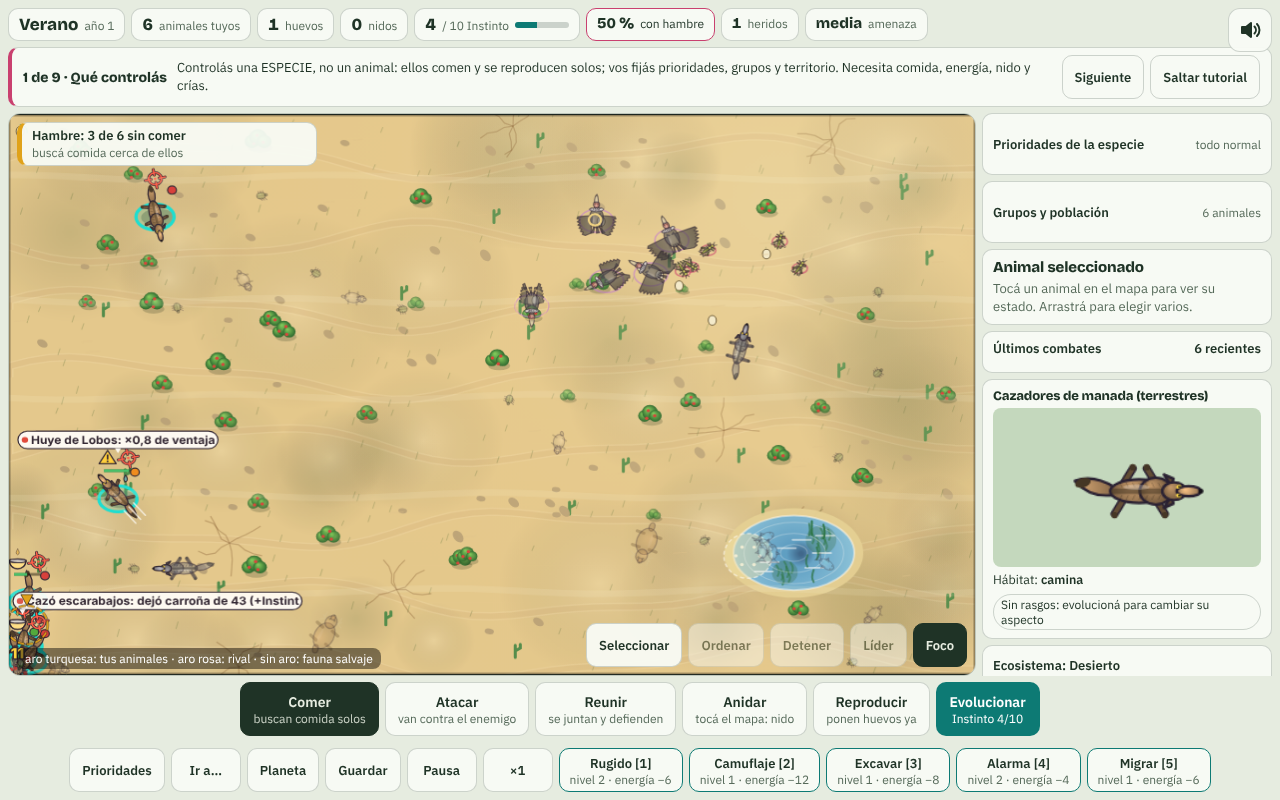 Verano año 1
6 animales tuyos
1 huevos
0 nidos
4 / 10 Instinto
50 % con hambre
1 heridos
media amenaza
1 de 9 · Qué controlás
Controlás una ESPECIE, no un animal: ellos comen y se reproducen solos; vos fijás prioridades, grupos y territorio. Necesita comida, energía, nido y
crías.
Siguiente
Saltar tutorial
Hambre: 3 de 6 sin comer
buscá comida cerca de ellos
Huye de Lobos: ×0,8 de ventaja
Cazó escarabajos: dejó carroña de 43 (+Instint
11
aro turquesa: tus animales · aro rosa: rival · sin aro: fauna salvaje
Seleccionar
Ordenar
Detener
Líder
Foco
Prioridades de la especie todo normal
Grupos y población 6 animales
Animal seleccionado
Tocá un animal en el mapa para ver su
estado. Arrastrá para elegir varios.
Últimos combates 6 recientes
Cazadores de manada (terrestres)
Hábitat: camina
Sin rasgos: evolucioná para cambiar su
aspecto
Ecosistema: Desierto
Comer
buscan comida solos
Atacar
van contra el enemigo
Reunir
se juntan y defienden
Anidar
tocá el mapa: nido
Reproducir
ponen huevos ya
Evolucionar
Instinto 4/10
Prioridades
Ir a...
Planeta
Guardar
Pausa
×1
Rugido [1]
nivel 2 · energía −6
Camuflaje [2]
nivel 1 · energía −12
Excavar [3]
nivel 1 · energía −8
Alarma [4]
nivel 2 · energía −4
Migrar [5]
nivel 1 · energía −6